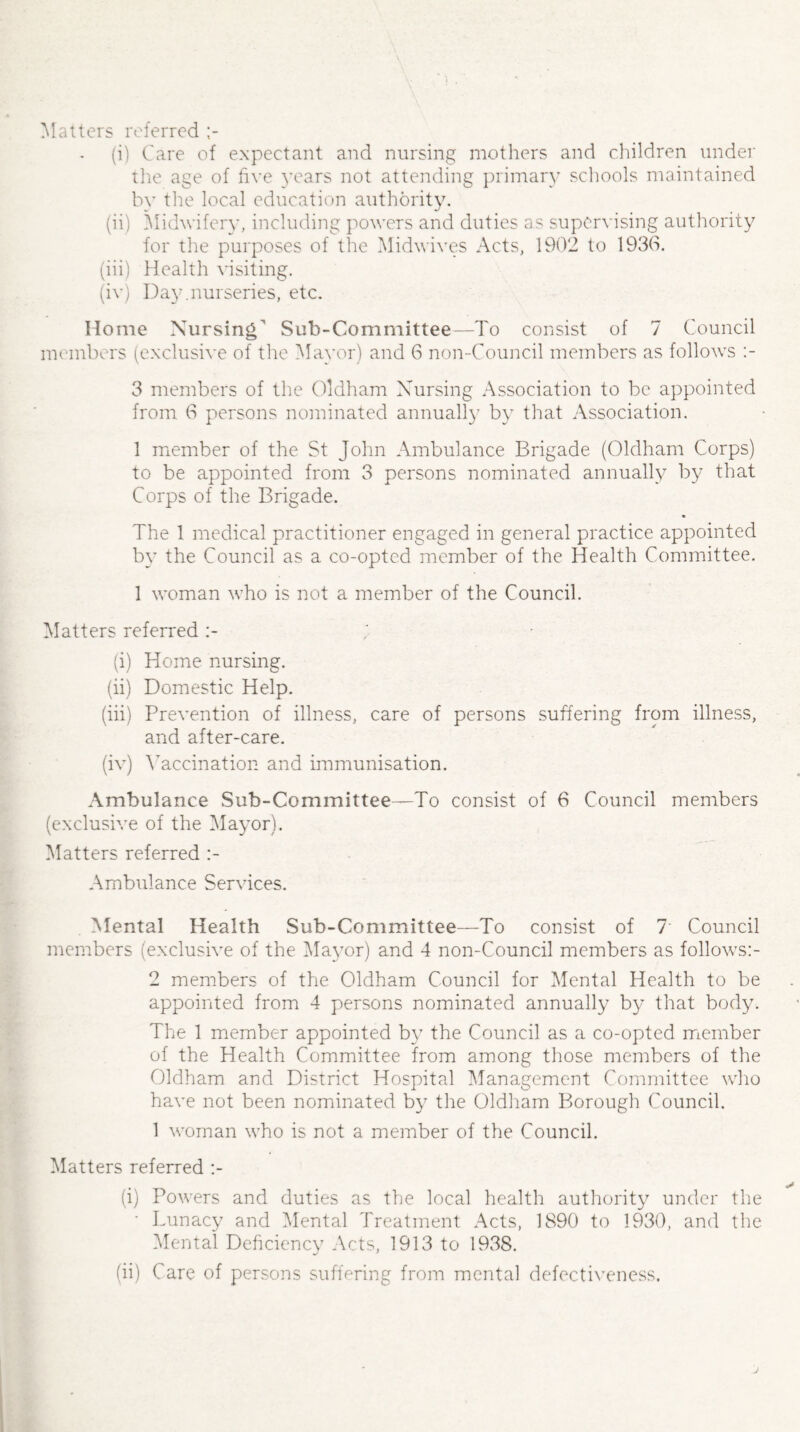 Matters referred :-
(i) Care of expectant and nursing mothers and children under
the age of five years not attending primary schools maintained
by the local education authority.
(ii) Midwifery, including powers and duties as supervising authority
for the purposes of the Midwives Acts, 1902 to 1936.
(iii) Health visiting.
(iv) Day nurseries, etc.
Home Nursing Sub-Committee—To consist of 7 Council
members (exclusive of the Mayor) and 6 non-Council members as follows :-
3 members of the Oldham Nursing Association to be appointed
from 6 persons nominated annually by that Association.
1 member of the St John Ambulance Brigade (Oldham Corps)
to be appointed from 3 persons nominated annually by that
Corps of the Brigade.
The 1 medical practitioner engaged in general practice appointed
by the Council as a co-opted member of the Health Committee.
1 woman who is not a member of the Council.
Matters referred :-
(i) Home nursing.
(ii) Domestic Help.
(iii) Prevention of illness, care of persons suffering from illness,
and after-care.
(iv) Vaccination and immunisation.
Ambulance Sub-Committee—To consist of 6 Council members
(exclusive of the Mayor).
Matters referred :-
Ambulance Services.
Mental Health Sub-Committee—To consist of 7 Council
members (exclusive of the Mayor) and 4 non-Council members as follows:-
2 members of the Oldham Council for Mental Health to be
appointed from 4 persons nominated annually by that body.
The 1 member appointed by the Council as a co-opted member
of the Health Committee from among those members of the
Oldham and District Hospital Management Committee who
have not been nominated by the Oldham Borough Council.
1 woman who is not a member of the Council.
Matters referred :-
(i) Powers and duties as the local health authority under the
Lunacy and Mental Treatment Acts, 1890 to 1930, and the
Mental Deficiency Acts, 1913 to 1938.
(ii) Care of persons suffering from mental defectiveness.